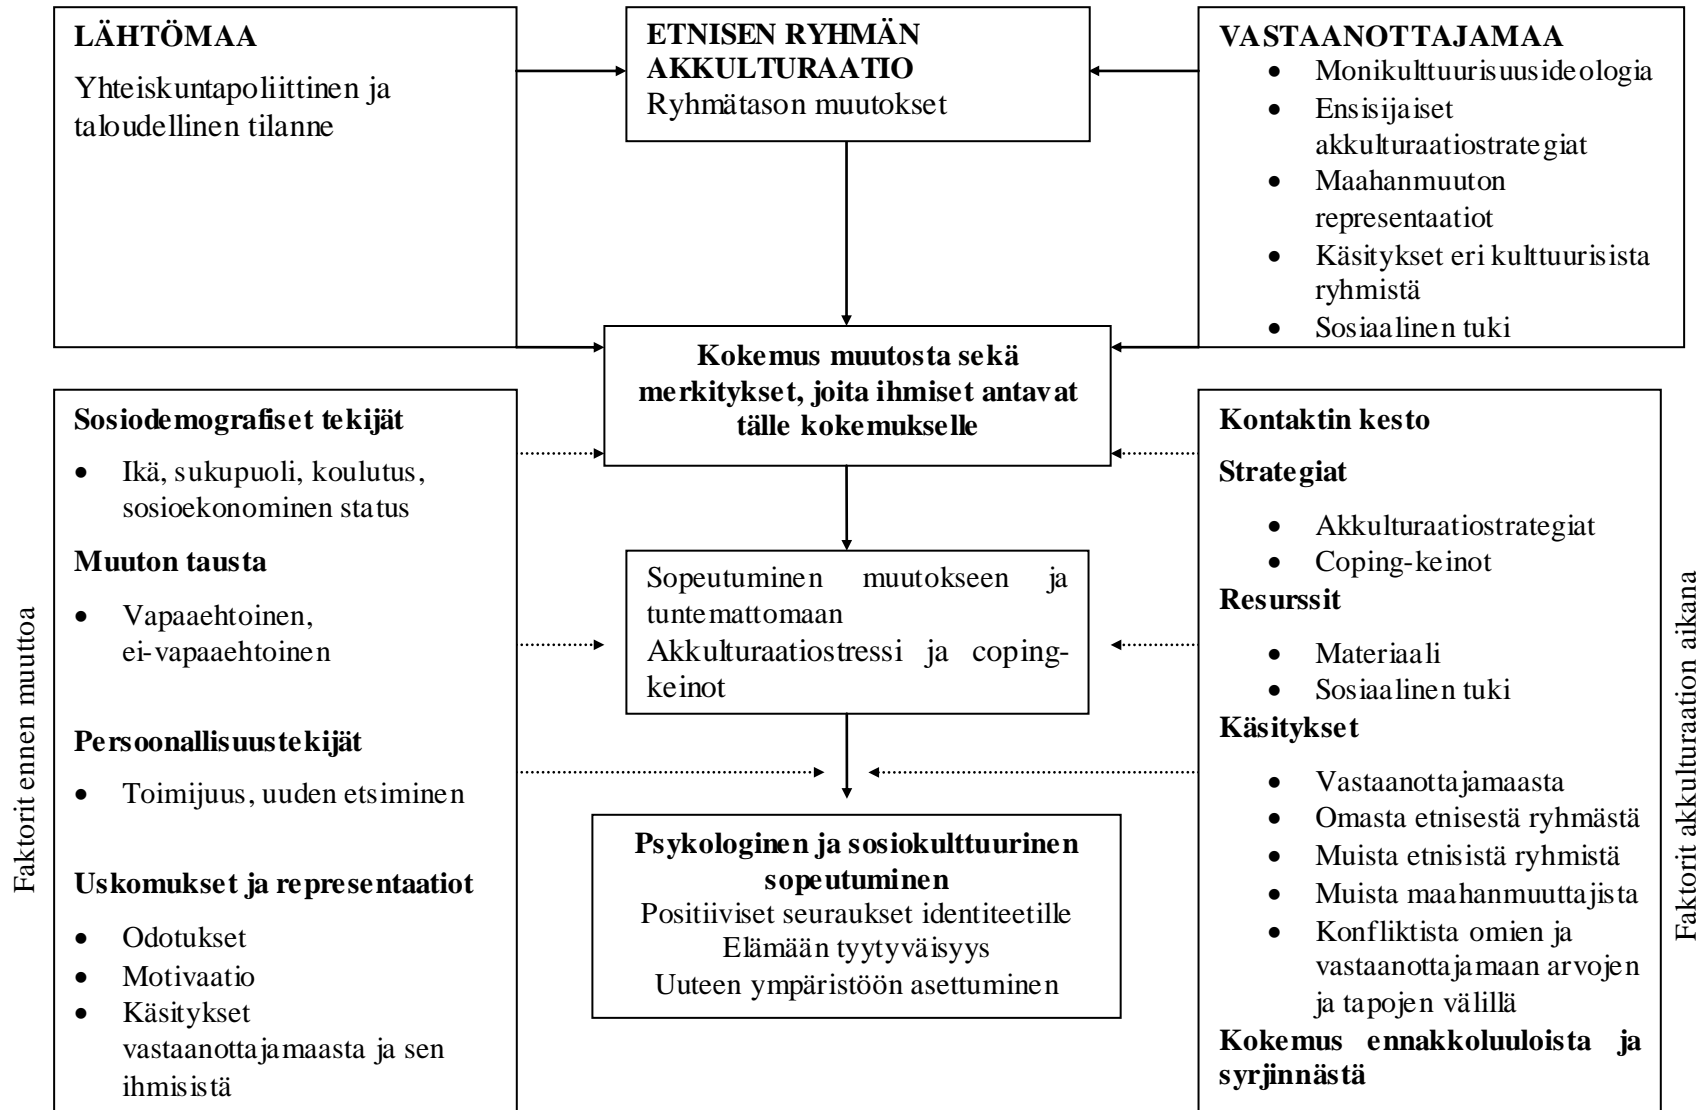 LÄHTÖMAA
Yhteiskuntapoliittinen ja
taloudellinen tilanne
ETNISEN RYHMÄN
AKKULTURAATIO
Ryhmätason muutokset
VASTAANOTTAJAMAA
• Monikulttuurisuusideologia
• Ensisijaiset
akkulturaatiostrategiat
• Maahanmuuton
representaatiot
• Käsitykset eri kulttuurisista
ryhmistä
• Sosiaalinen tuki
Kokemus muutosta sekä
merkitykset, joita ihmiset antavat
tälle kokemukselle
Faktorit ennen muuttoa
Sosiodemografiset tekijät
• Ikä, sukupuoli, koulutus,
sosioekonominen status
Muuton tausta
• Vapaaehtoinen,
ei-vapaaehtoinen
Persoonallisuustekijät
• Toimijuus, uuden etsiminen
Uskomukset ja representaatiot
• Odotukset
• Motivaatio
• Käsitykset
vastaanottajamaasta ja sen
ihmisistä
Sopeutuminen muutokseen ja
tuntemattomaan
Akkulturaatiostressi ja coping-
keinot
Psykologinen ja sosiokulttuurinen
sopeutuminen
Positiiviset seuraukset identiteetille
Elämään tyytyväisyys
Uuteen ympäristöön asettuminen
Kontaktin kesto
Strategiat
• Akkulturaatiostrategiat
• Coping-keinot
Resurssit
• Materiaali
• Sosiaalinen tuki
Käsitykset
• Vastaanottajamaasta
• Omasta etnisestä ryhmästä
• Muista etnisistä ryhmistä
• Muista maahanmuuttajista
• Konfliktista omien ja
vastaanottajamaan arvojen
ja tapojen välillä
Kokemus ennakkoluuloista ja
syrjinnästä
Faktorit akkulturaation aikana